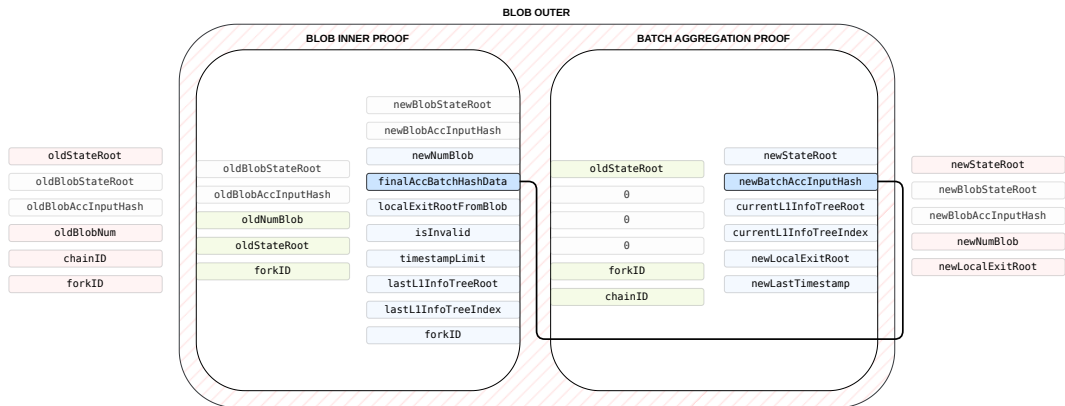 BLOB OUTER
BLOB INNER PROOF
BATCH AGGREGATION PROOF
oldStateRoot
oldBlobStateRoot
oldBlobAccInputHash
oldBlobNum
chainID
forkID
oldBlobStateRoot
oldBlobAccInputHash
oldNumBlob
oldStateRoot
forkID
newBlobStateRoot
newBlobAccInputHash
newNumBlob
finalAccBatchHashData
localExitRootFromBlob
isInvalid
timestampLimit
lastL1InfoTreeRoot
lastL1InfoTreeIndex
forkID
oldStateRoot
0
0
0
forkID
chainID
newStateRoot
newBatchAccInputHash
currentL1InfoTreeRoot
currentL1InfoTreeIndex
newLocalExitRoot
newLastTimestamp
newStateRoot
newBlobStateRoot
newBlobAccInputHash
newNumBlob
newLocalExitRoot